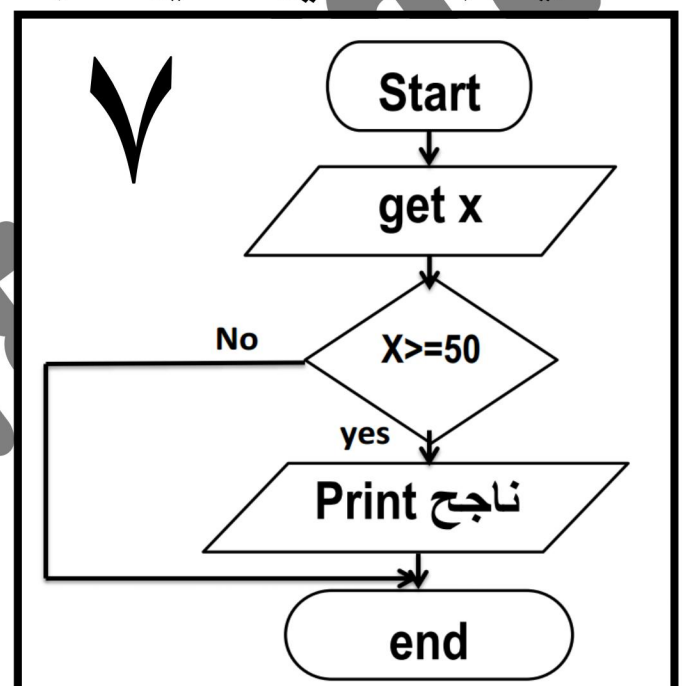 ٧
Start
get x
X>=50
No
yes
Print ناجح
end